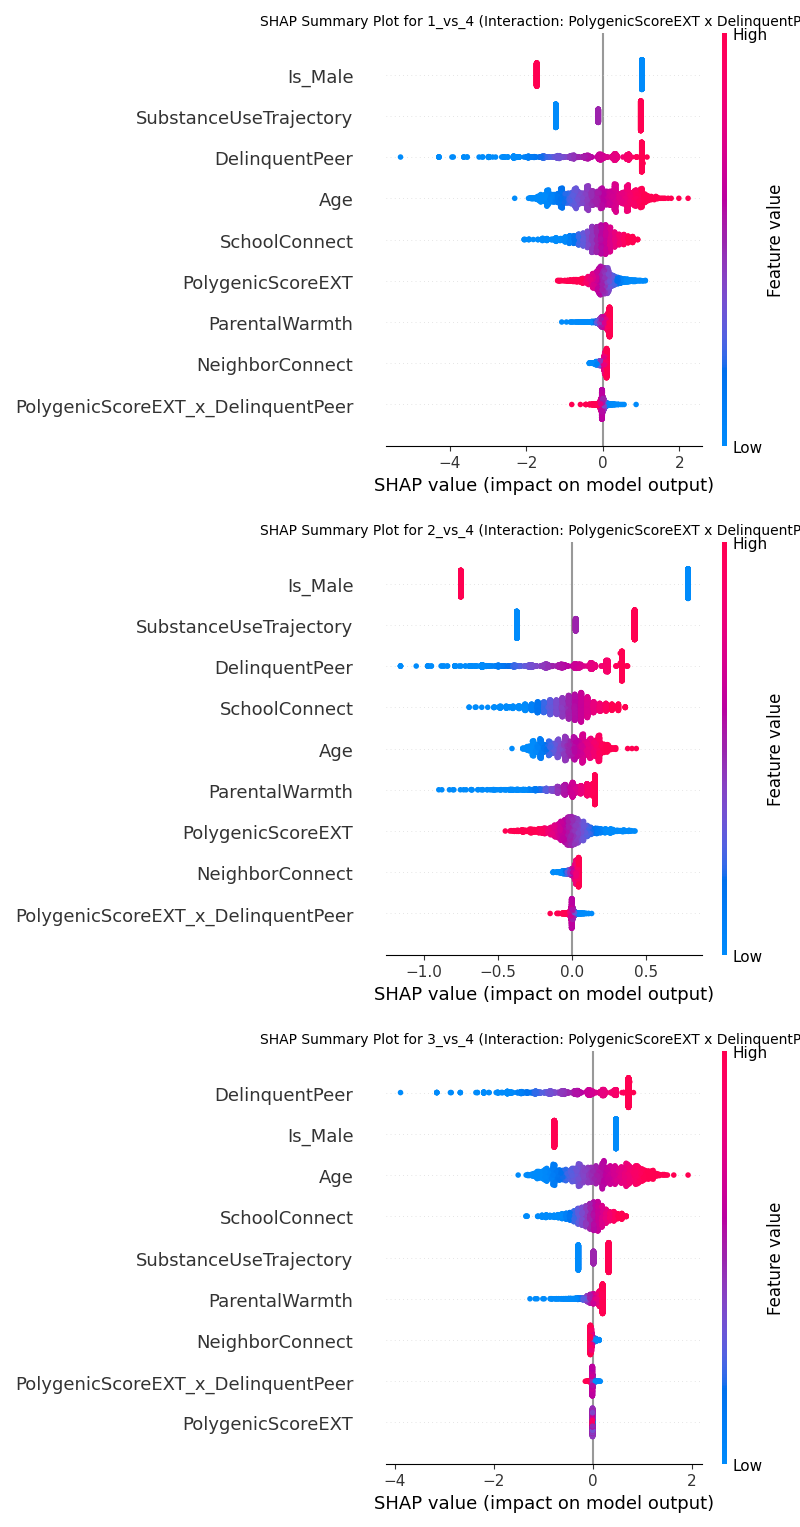 SHAP Summary Plot for 1_vs_4 (Interaction: PolygenicScoreEXT x DelinquentP
High
Is_Male
SubstanceUseTrajectory
DelinquentPeer
Age
SchoolConnect
PolygenicScoreEXT
ParentalWarmth
NeighborConnect
PolygenicScoreEXT_x_DelinquentPeer
Feature value
Low
−4 −2 0 2
SHAP value (impact on model output)
SHAP Summary Plot for 2_vs_4 (Interaction: PolygenicScoreEXT x DelinquentP
High
Is_Male
SubstanceUseTrajectory
DelinquentPeer
SchoolConnect
Age
ParentalWarmth
PolygenicScoreEXT
NeighborConnect
PolygenicScoreEXT_x_DelinquentPeer
Feature value
Low
−1.0 −0.5 0.0 0.5
SHAP value (impact on model output)
SHAP Summary Plot for 3_vs_4 (Interaction: PolygenicScoreEXT x DelinquentP
High
DelinquentPeer
Is_Male
Age
SchoolConnect
SubstanceUseTrajectory
ParentalWarmth
NeighborConnect
PolygenicScoreEXT_x_DelinquentPeer
PolygenicScoreEXT
Feature value
Low
−4 −2 0 2
SHAP value (impact on model output)